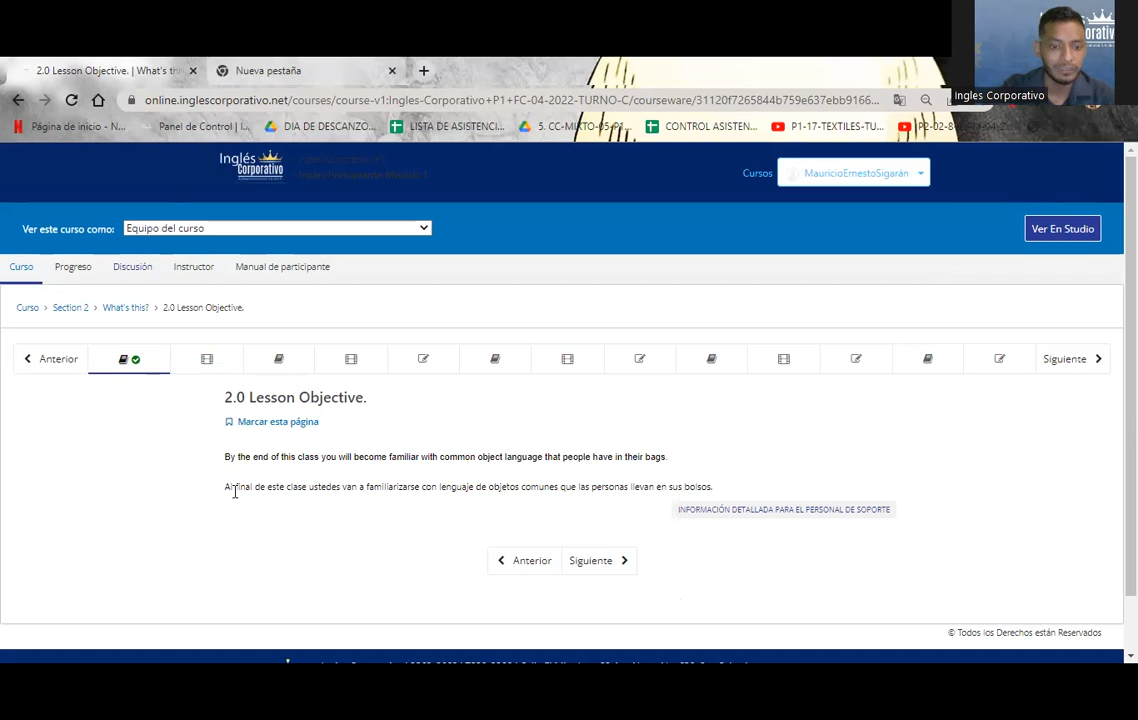 2.0 Lesson Objective. | What's th
Nueva pestaña
online.inglescorporativo.net/courses/course-v1:Ingles-Corporativo+P1+FC-04-2022-TURNO-C/courseware/31120f7265844b759e637ebb9166...
Ingles Corporativo
Página de inicio - N...
Panel de Control | I...
DIA DE DESCANZO...
LISTA DE ASISTENCI...
5. CC-MIXTO-05-P1...
CONTROL ASISTEN...
P1-17-TEXTILES-TU...
Inglés
Corporativo
Cursos
MauricioErnestoSigarán
Ver este curso como:
Equipo del curso
Ver En Studio
Curso
Progreso
Discusión
Instructor
Manual de participante
Curso > Section 2 > What's this? > 2.0 Lesson Objective.
Anterior
Siguiente
2.0 Lesson Objective.
Marcar esta página
By the end of this class you will become familiar with common object language that people have in their bags.
Al final de este clase ustedes van a familiarizarse con lenguaje de objetos comunes que las personas llevan en sus bolsos.
INFORMACIÓN DETALLADA PARA EL PERSONAL DE SOPORTE
Anterior
Siguiente
© Todos los Derechos están Reservados